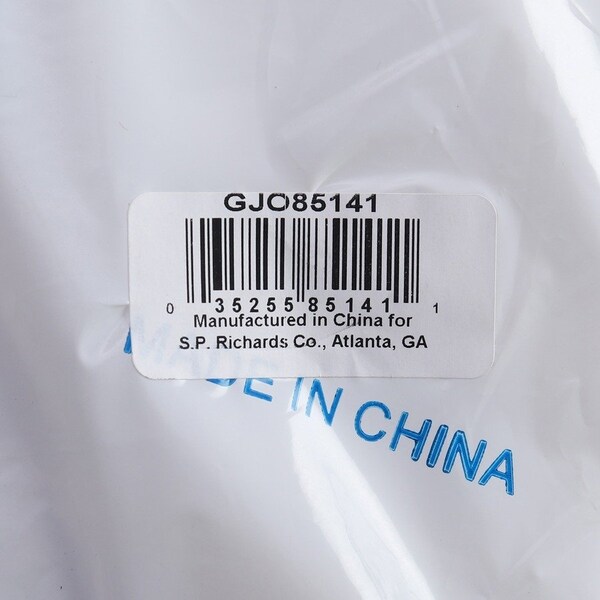 GJO85141
0 35255 85141 1
Manufactured in China for
S.P. Richards Co., Atlanta, GA
MADE IN CHINA